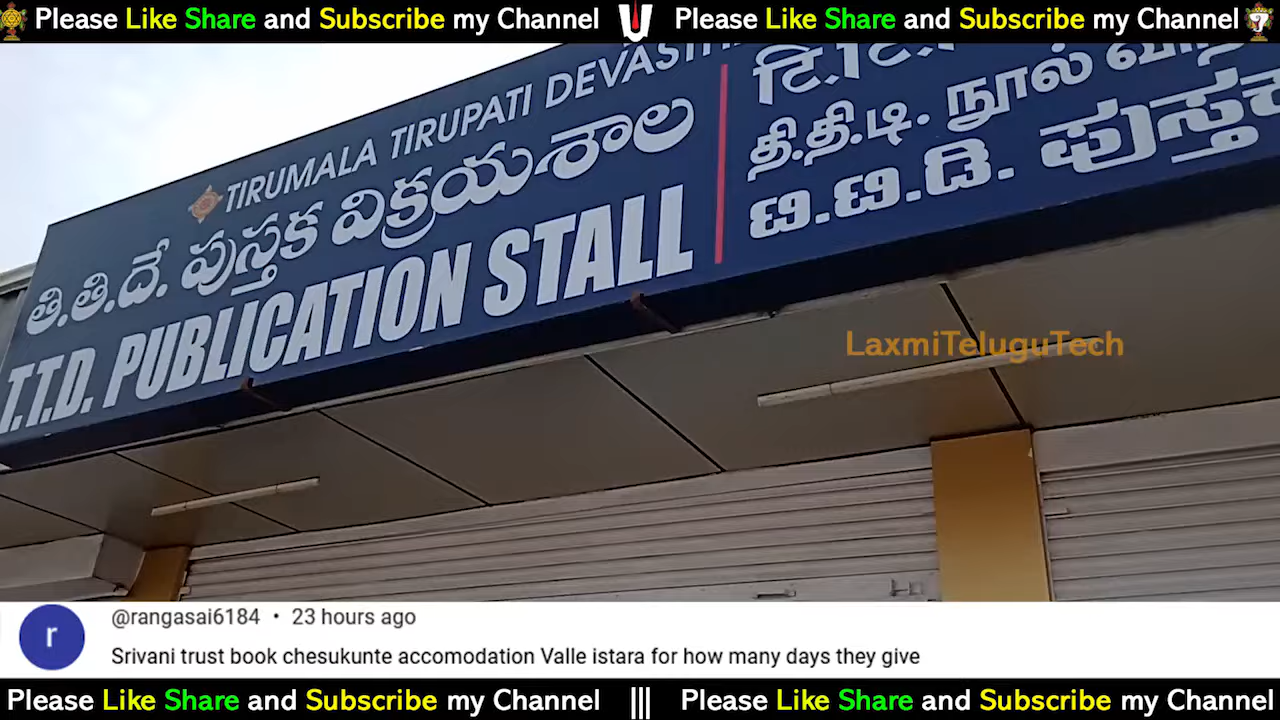 Please Like Share and Subscribe my Channel
Please Like Share and Subscribe my Channel
TIRUMALA TIRUPATI
తి.తి.దే. పుస్తక విక్రయశాల
T.T.D. PUBLICATION STALL
टि.टि.
தி.தி.டி. நூல்
ಟಿ.ಟಿ.ಡಿ.
LaxmiTeluguTech
r
@rangasai6184 • 23 hours ago
Srivani trust book chesukunte accomodation Valle istara for how many days they give
Please Like Share and Subscribe my Channel
|||
Please Like Share and Subscribe my Channel